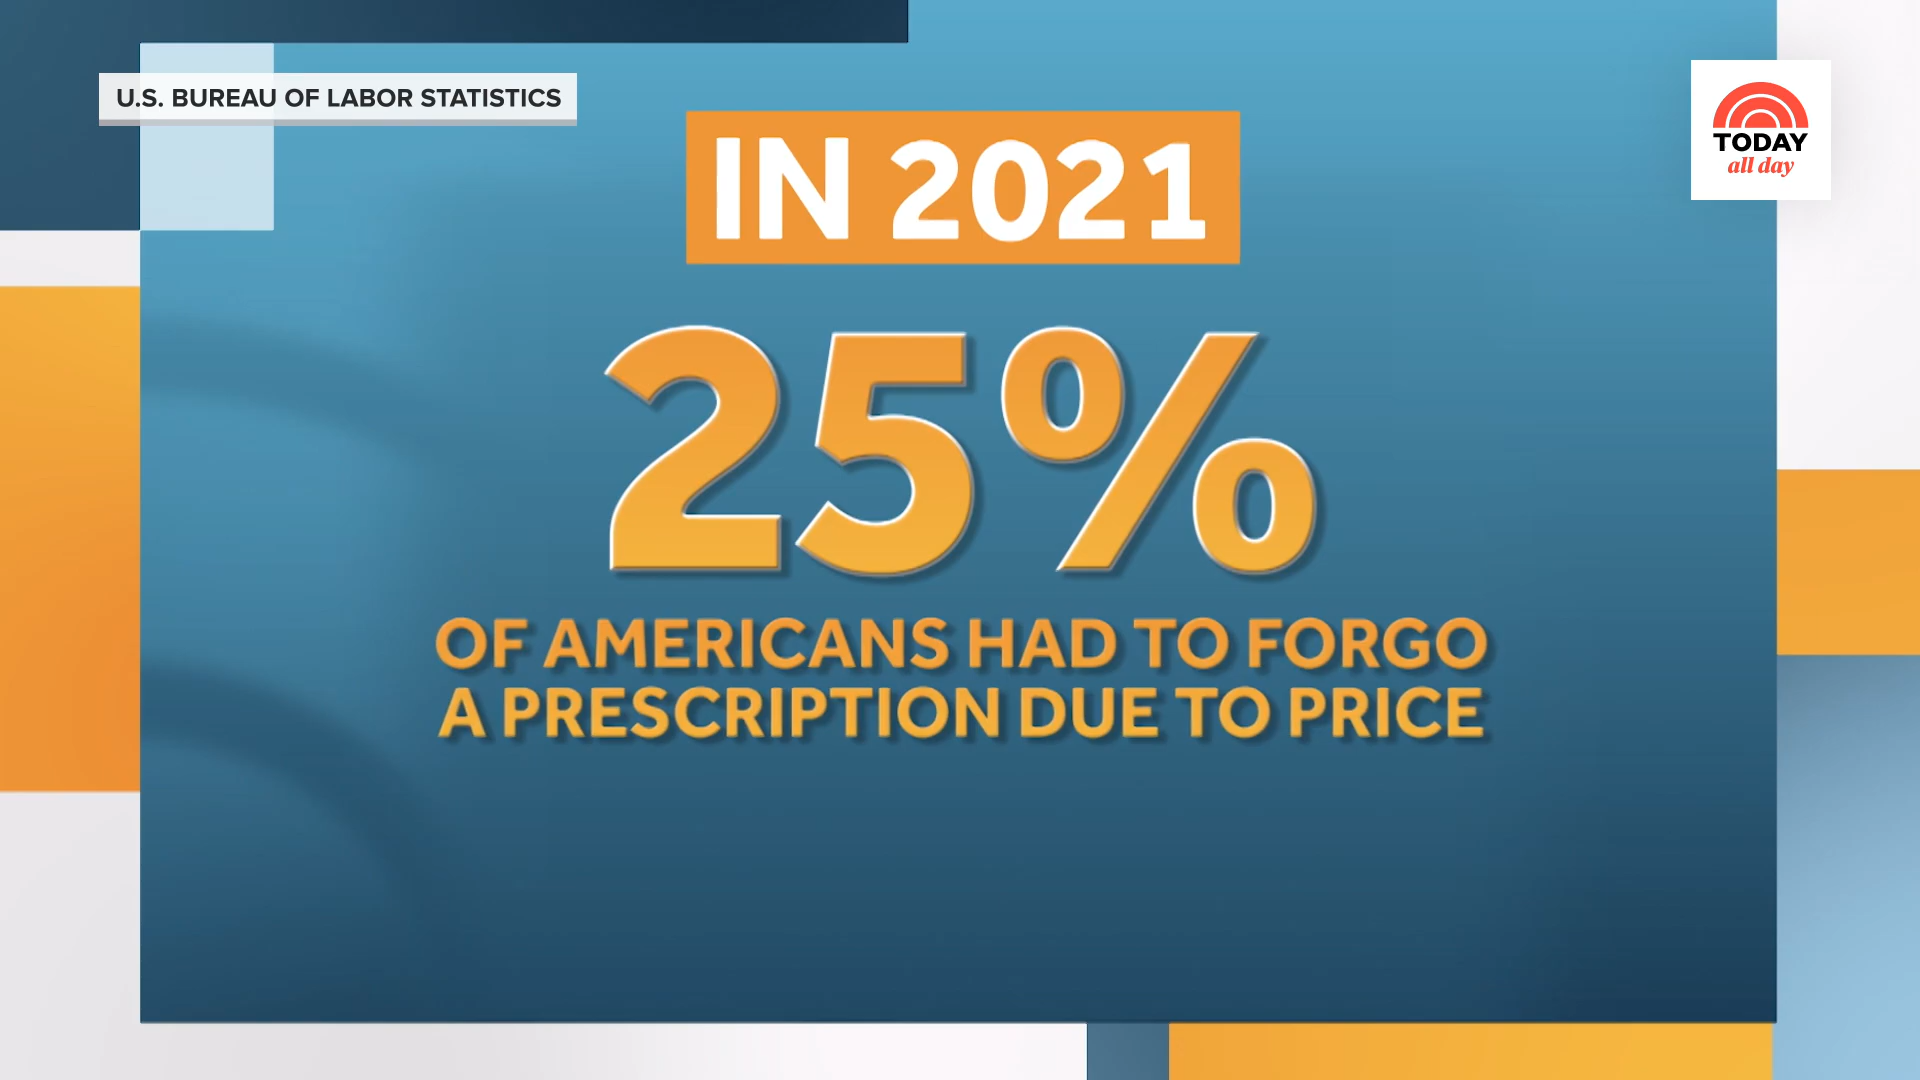 U.S. BUREAU OF LABOR STATISTICS
TODAY
all day
IN 2021
25%
OF AMERICANS HAD TO FORGO
A PRESCRIPTION DUE TO PRICE